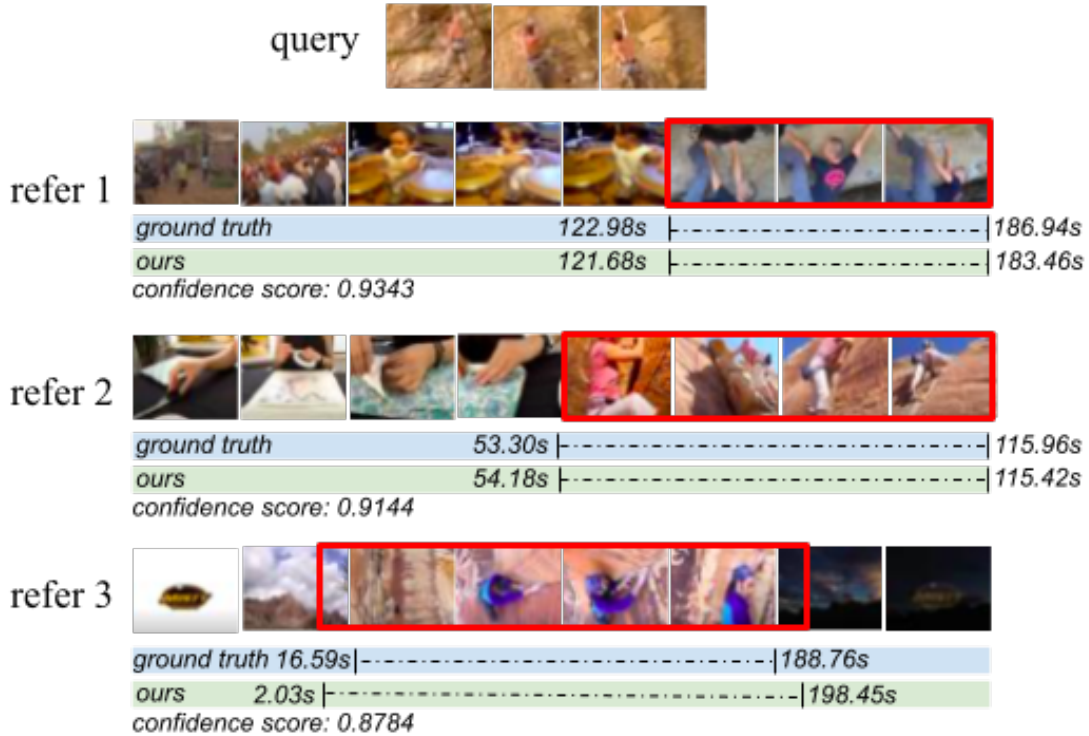 query
refer 1
ground truth 122.98s 186.94s
ours 121.68s 183.46s
confidence score: 0.9343
refer 2
ground truth 53.30s 115.96s
ours 54.18s 115.42s
confidence score: 0.9144
refer 3
ground truth 16.59s 188.76s
ours 2.03s 198.45s
confidence score: 0.8784